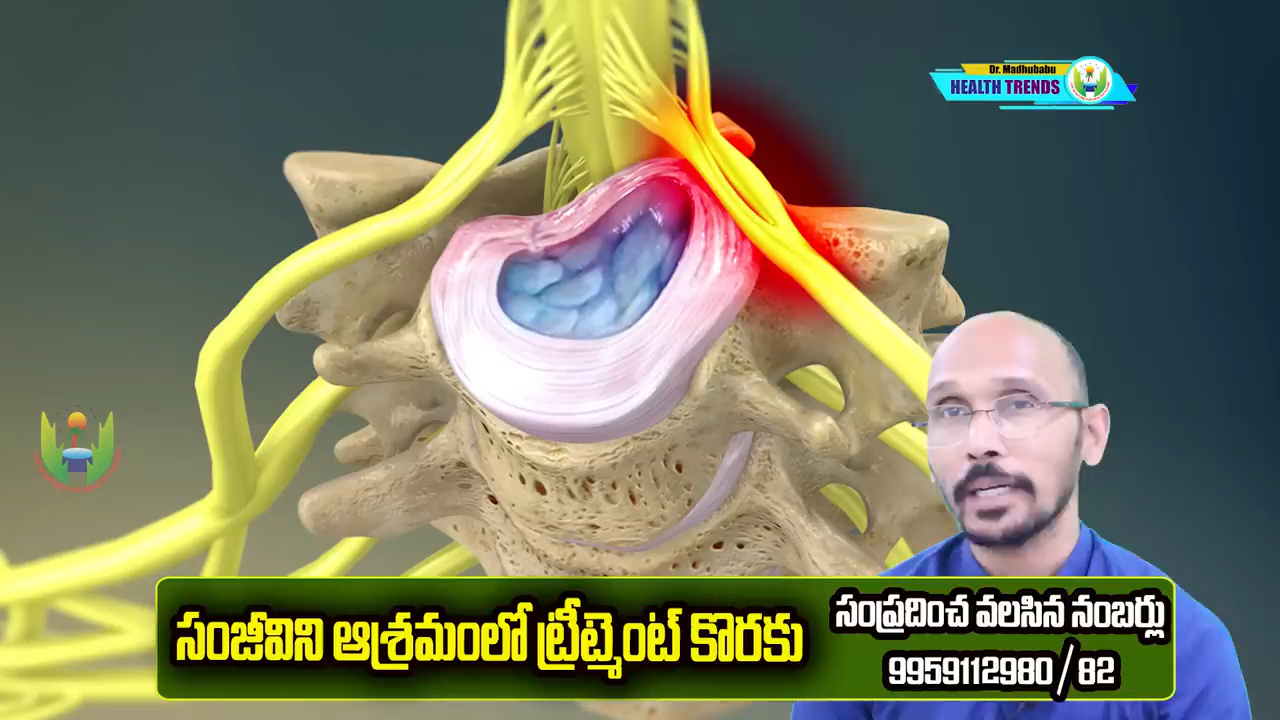 Dr. Madhubabu
HEALTH TRENDS
సంజీవిని ఆశ్రమంలో ట్రీట్మెంట్ కొరకు
సంప్రదించ వలసిన నంబర్లు
9959112980/82